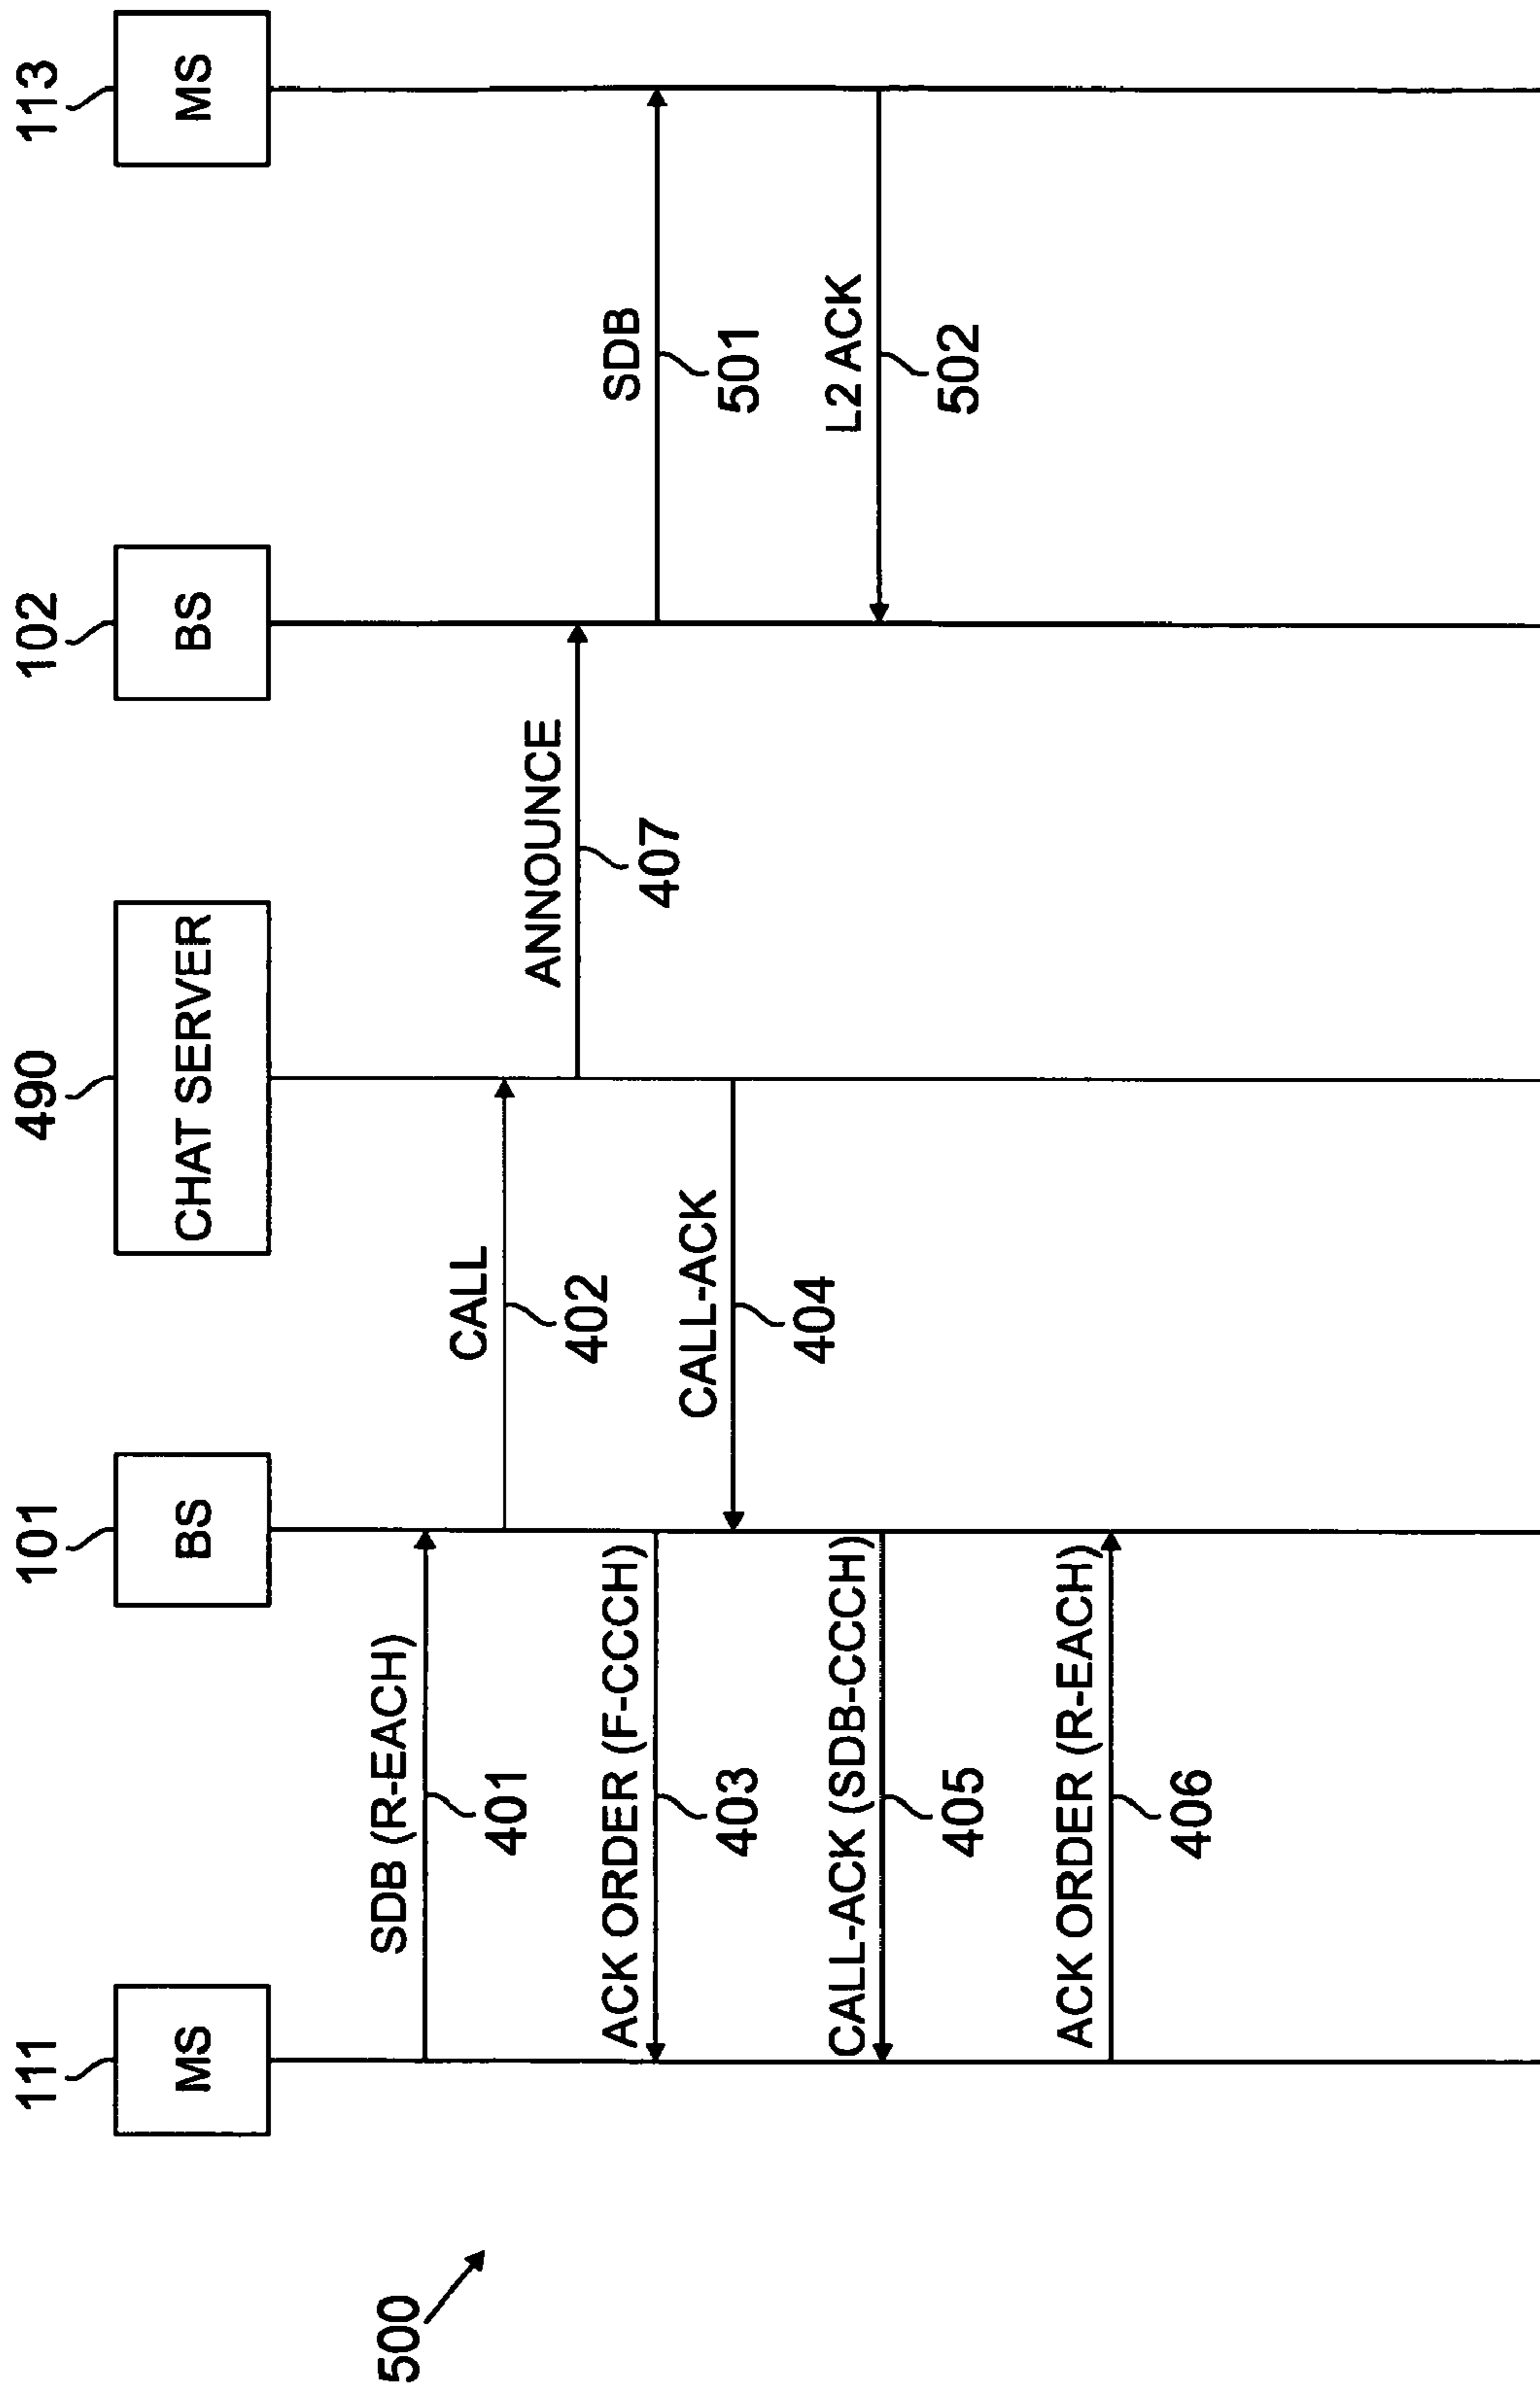 111
101
490
102
113
MS
BS
CHAT SERVER
BS
MS
500
SDB (R-EACH)
401
CALL
402
ANNOUNCE
407
ACK ORDER (F-CCCH)
403
SDB
501
CALL-ACK
404
CALL-ACK (SDB-CCCH)
405
L2 ACK
502
ACK ORDER (R-EACH)
406